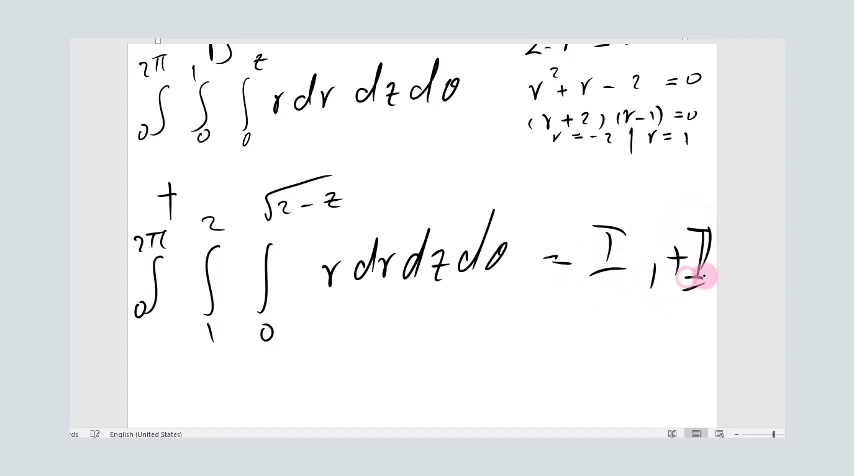 ∫₀^{2π} ∫₀^{1} ∫₀^{z} r dr dz dθ
r² + r − 2 = 0
(r + 2)(r − 1) = 0
r = −2 | r = 1
+
∫₀^{2π} ∫₁^{2} ∫₀^{√(2 − z)} r dr dz dθ = I₁ + I
English (United States)